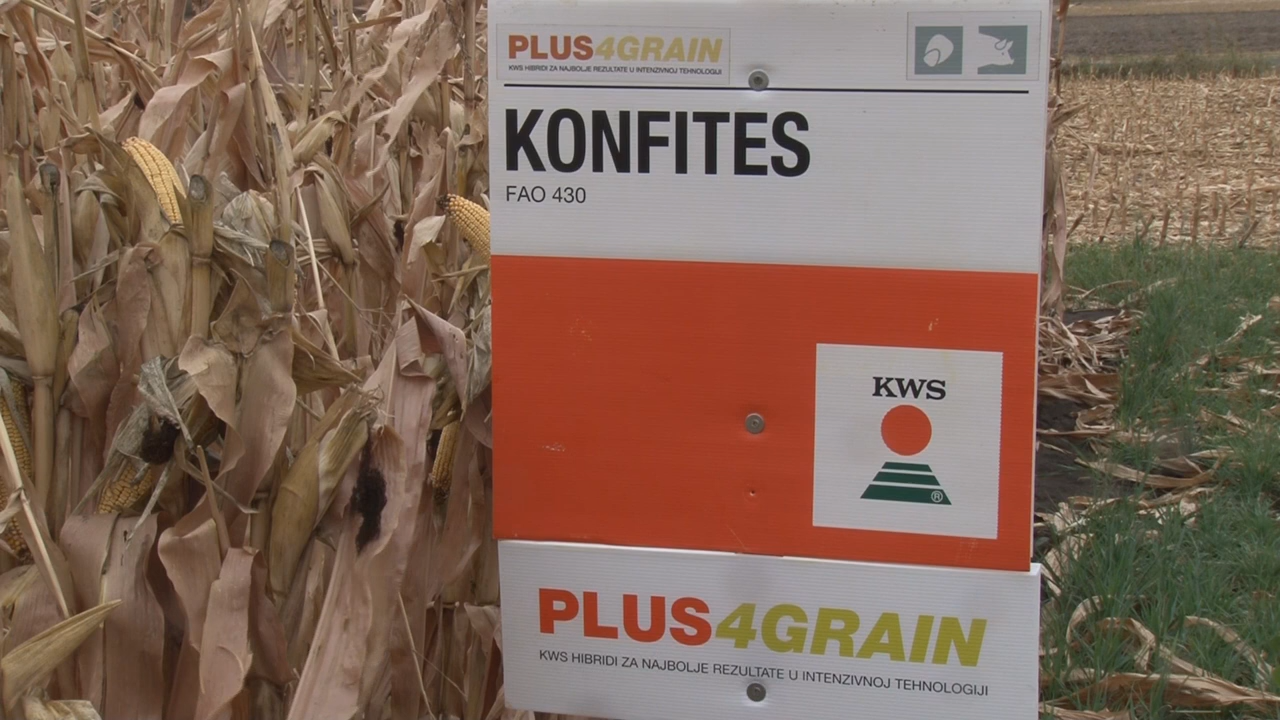 PLUS4GRAIN
KWS HIBRIDI ZA NAJBOLJE REZULTATE U INTENZIVNOJ TEHNOLOGIJI
KONFITES
FAO 430
KWS
®
PLUS4GRAIN
KWS HIBRIDI ZA NAJBOLJE REZULTATE U INTENZIVNOJ TEHNOLOGIJI